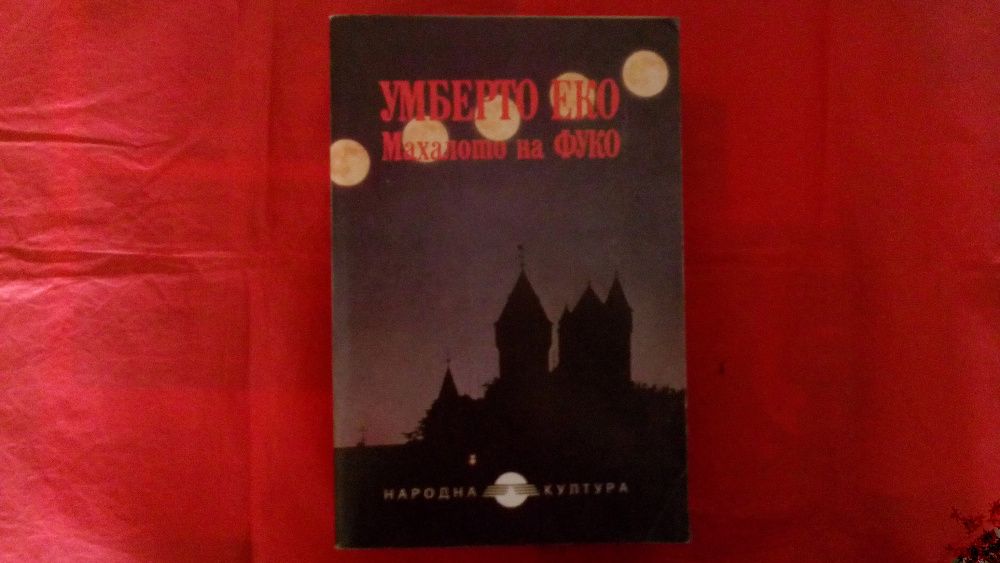 УМБЕРТО ЕКО
Махалото на ФУКО
НАРОДНА КУЛТУРА